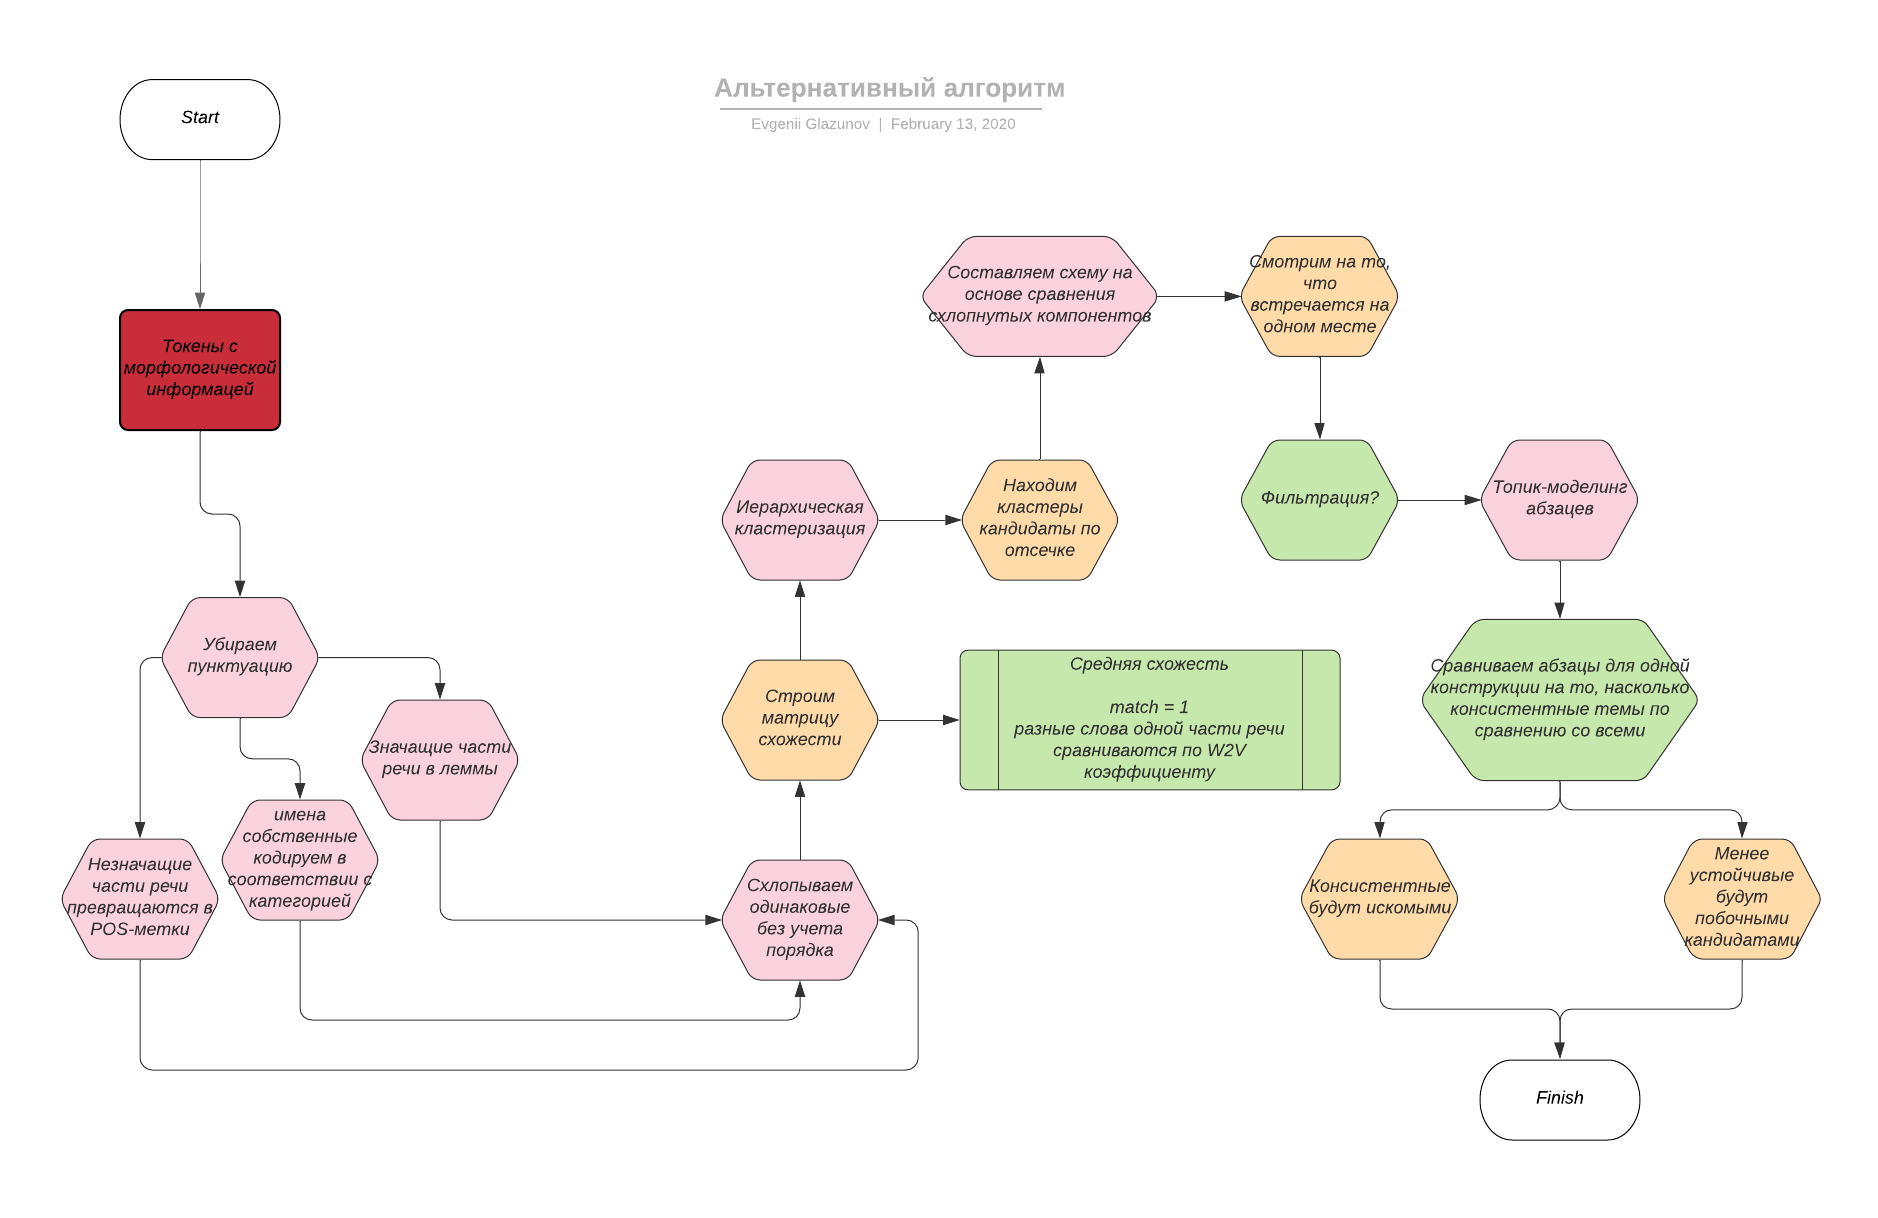 Альтернативный алгоритм
Evgenii Glazunov | February 13, 2020
Start
Токены с
морфологической
информацей
Убираем
пунктуацию
Незначащие
части речи
превращаются в
POS-метки
имена
собственные
кодируем в
соответствии с
категорией
Значащие части
речи в леммы
Схлопываем
одинаковые
без учета
порядка
Строим
матрицу
схожести
Средняя схожесть
match = 1
разные слова одной части речи
сравниваются по W2V
коэффициенту
Иерархическая
кластеризация
Находим
кластеры
кандидаты по
отсечке
Составляем схему на
основе сравнения
схлопнутых компонентов
Смотрим на то,
что
встречается на
одном месте
Фильтрация?
Топик-моделинг
абзацев
Сравниваем абзацы для одной
конструкции на то, насколько
консистентные темы по
сравнению со всеми
Консистентные
будут искомыми
Менее
устойчивые
будут
побочными
кандидатами
Finish